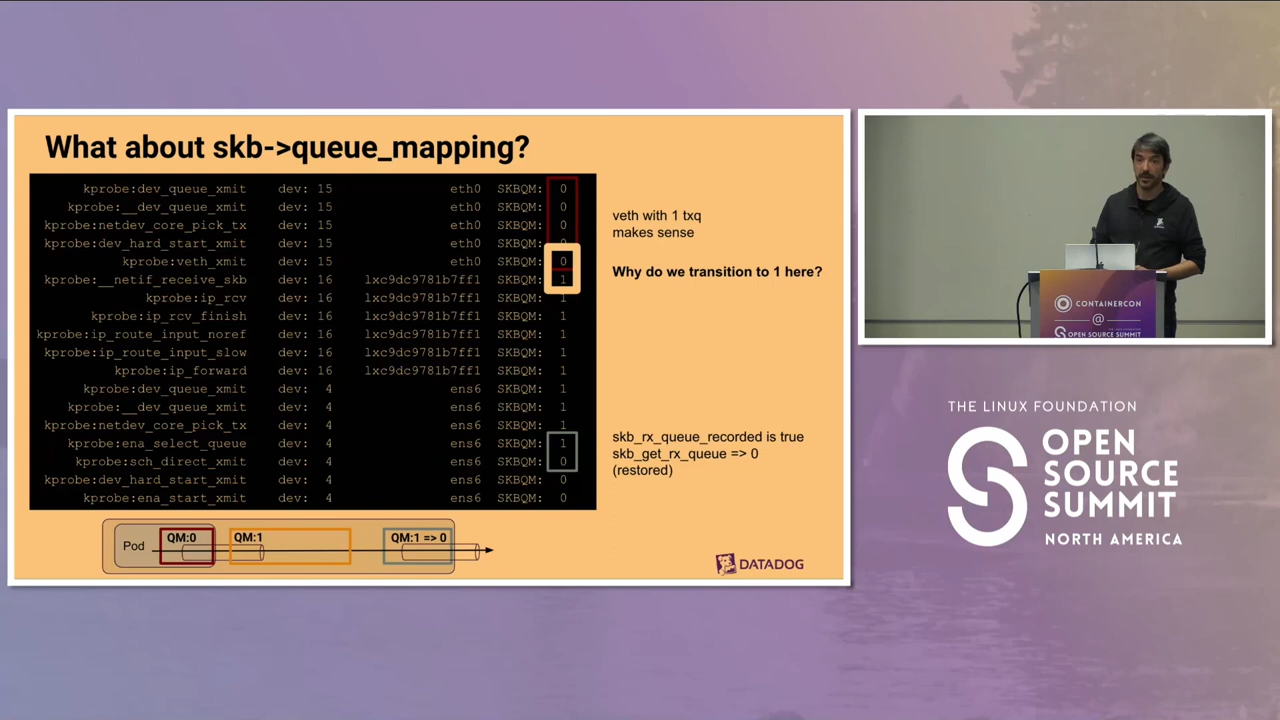 What about skb->queue_mapping?
kprobe:dev_queue_xmit dev: 15 eth0 SKBQM: 0
kprobe:__dev_queue_xmit dev: 15 eth0 SKBQM: 0
kprobe:netdev_core_pick_tx dev: 15 eth0 SKBQM: 0
kprobe:dev_hard_start_xmit dev: 15 eth0 SKBQM: 0
kprobe:veth_xmit dev: 15 eth0 SKBQM: 0
kprobe:__netif_receive_skb dev: 16 lxc9dc9781b7ff1 SKBQM: 1
kprobe:ip_rcv dev: 16 lxc9dc9781b7ff1 SKBQM: 1
kprobe:ip_rcv_finish dev: 16 lxc9dc9781b7ff1 SKBQM: 1
kprobe:ip_route_input_noref dev: 16 lxc9dc9781b7ff1 SKBQM: 1
kprobe:ip_route_input_slow dev: 16 lxc9dc9781b7ff1 SKBQM: 1
kprobe:ip_forward dev: 16 lxc9dc9781b7ff1 SKBQM: 1
kprobe:dev_queue_xmit dev: 4 ens6 SKBQM: 1
kprobe:__dev_queue_xmit dev: 4 ens6 SKBQM: 1
kprobe:netdev_core_pick_tx dev: 4 ens6 SKBQM: 1
kprobe:ena_select_queue dev: 4 ens6 SKBQM: 1
kprobe:sch_direct_xmit dev: 4 ens6 SKBQM: 0
kprobe:dev_hard_start_xmit dev: 4 ens6 SKBQM: 0
kprobe:ena_start_xmit dev: 4 ens6 SKBQM: 0
veth with 1 txq
makes sense
Why do we transition to 1 here?
skb_rx_queue_recorded is true
skb_get_rx_queue => 0
(restored)
Pod
QM:0
QM:1
QM:1 => 0
DATADOG
CONTAINERCON
@
OPEN SOURCE SUMMIT
THE LINUX FOUNDATION
OPEN
SOURCE
SUMMIT
NORTH AMERICA